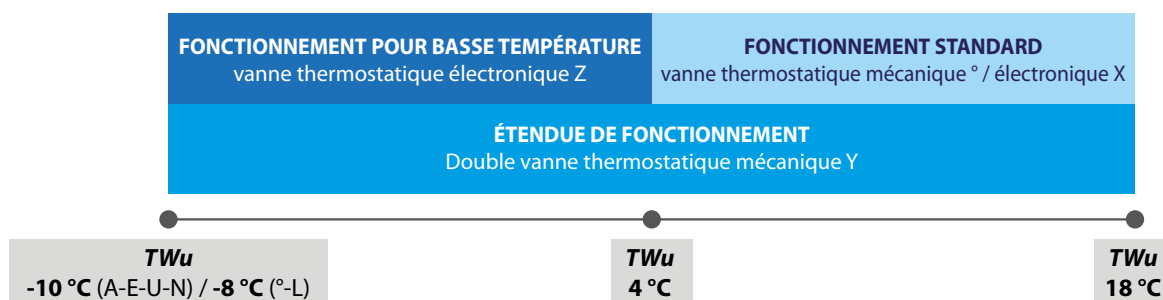 FONCTIONNEMENT POUR BASSE TEMPÉRATURE
vanne thermostatique électronique Z
FONCTIONNEMENT STANDARD
vanne thermostatique mécanique ° / électronique X
ÉTENDUE DE FONCTIONNEMENT
Double vanne thermostatique mécanique Y
TWu
-10 °C (A-E-U-N) / -8 °C (°-L)
TWu
4 °C
TWu
18 °C